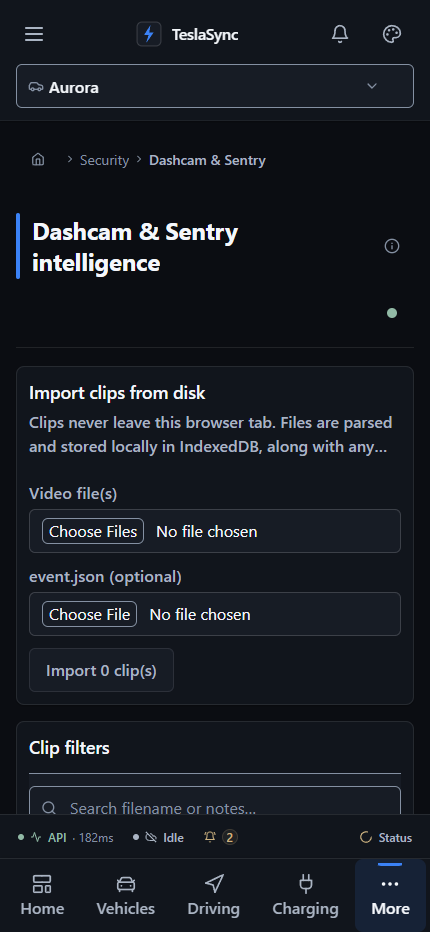 TeslaSync
Aurora
Security
Dashcam & Sentry
Dashcam & Sentry
intelligence
Import clips from disk
Clips never leave this browser tab. Files are parsed
and stored locally in IndexedDB, along with any...
Video file(s)
Choose Files No file chosen
event.json (optional)
Choose File No file chosen
Import 0 clip(s)
Clip filters
Search filename or notes...
API · 182ms Idle 2 Status
Home Vehicles Driving Charging More